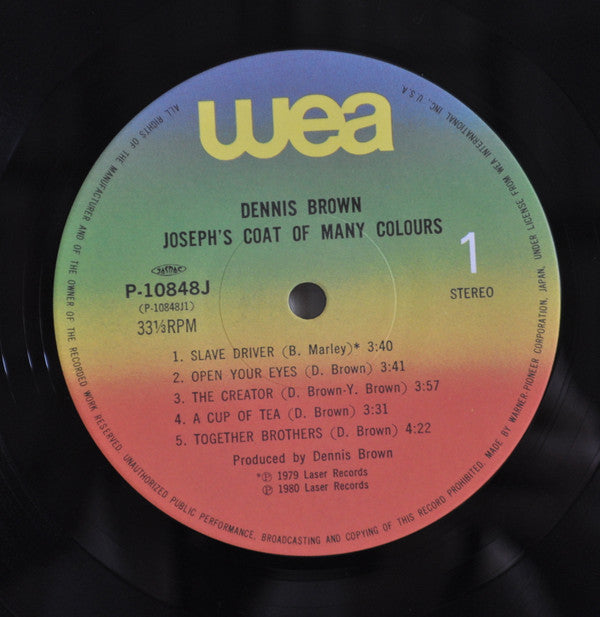 wea
DENNIS BROWN
JOSEPH'S COAT OF MANY COLOURS
1
STEREO
JASRAC
P-10848J
(P-10848J1)
33⅓RPM
1. SLAVE DRIVER (B. Marley)* 3:40
2. OPEN YOUR EYES (D. Brown) 3:41
3. THE CREATOR (D. Brown-Y. Brown) 3:57
4. A CUP OF TEA (D. Brown) 3:31
5. TOGETHER BROTHERS (D. Brown) 4:22
Produced by Dennis Brown
*℗ 1979 Laser Records
℗ 1980 Laser Records
ALL RIGHTS OF THE MANUFACTURER AND OF THE OWNER OF THE RECORDED WORK RESERVED. UNAUTHORIZED PUBLIC PERFORMANCE, BROADCASTING AND COPYING OF THIS RECORD PROHIBITED. MADE BY WARNER-PIONEER CORPORATION, JAPAN, UNDER LICENSE FROM WEA INTERNATIONAL INC., U.S.A.